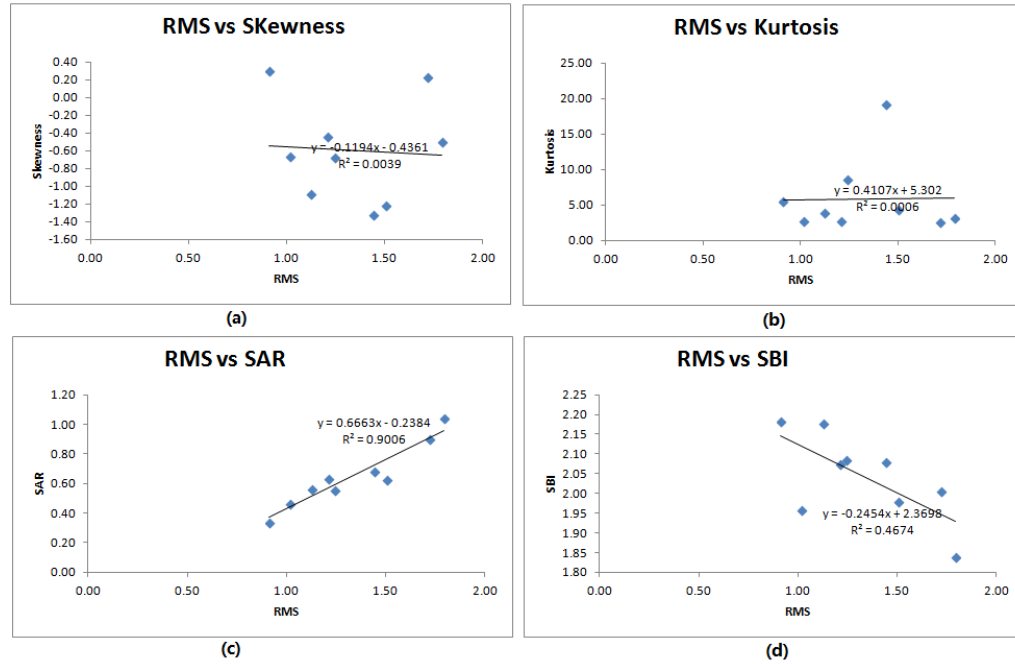 RMS vs SKewness
0.40
0.20
0.00
-0.20
-0.40
-0.60
-0.80
-1.00
-1.20
-1.40
-1.60
Skewness
y = -0.1194x - 0.4361
R² = 0.0039
0.00 0.50 1.00 1.50 2.00
RMS
(a)
RMS vs Kurtosis
25.00
20.00
15.00
10.00
5.00
0.00
Kurtosis
y = 0.4107x + 5.302
R² = 0.0006
0.00 0.50 1.00 1.50 2.00
RMS
(b)
RMS vs SAR
1.20
1.00
0.80
0.60
0.40
0.20
0.00
SAR
y = 0.6663x - 0.2384
R² = 0.9006
0.00 0.50 1.00 1.50 2.00
RMS
(c)
RMS vs SBI
2.25
2.20
2.15
2.10
2.05
2.00
1.95
1.90
1.85
1.80
SBI
y = -0.2454x + 2.3698
R² = 0.4674
0.00 0.50 1.00 1.50 2.00
RMS
(d)